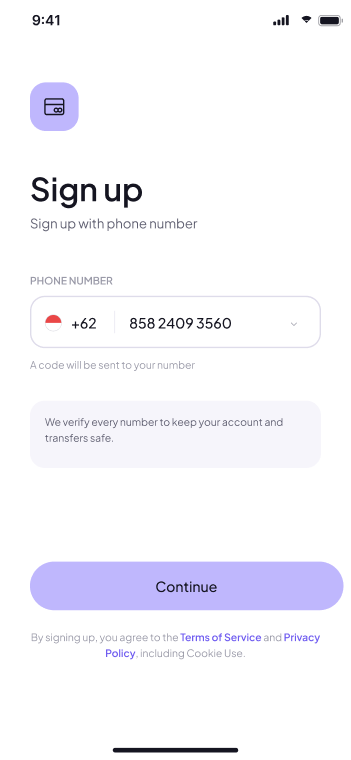 9:41
Sign up
Sign up with phone number
PHONE NUMBER
+62 858 2409 3560
A code will be sent to your number
We verify every number to keep your account and
transfers safe.
Continue
By signing up, you agree to the Terms of Service and Privacy
Policy, including Cookie Use.